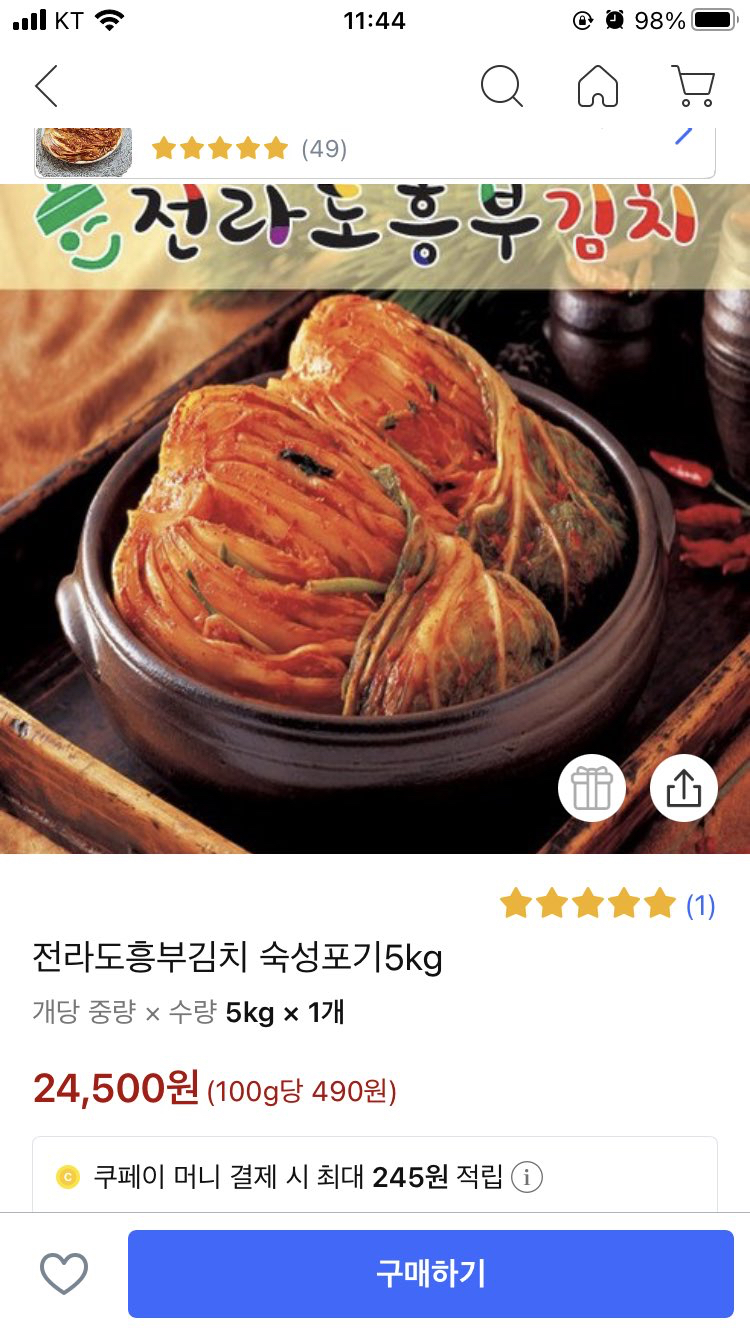 KT 11:44 98%
(49)
전라도흥부김치
(1)
전라도흥부김치 숙성포기5kg
개당 중량 × 수량 5kg × 1개
24,500원 (100g당 490원)
C 쿠페이 머니 결제 시 최대 245원 적립 i
구매하기